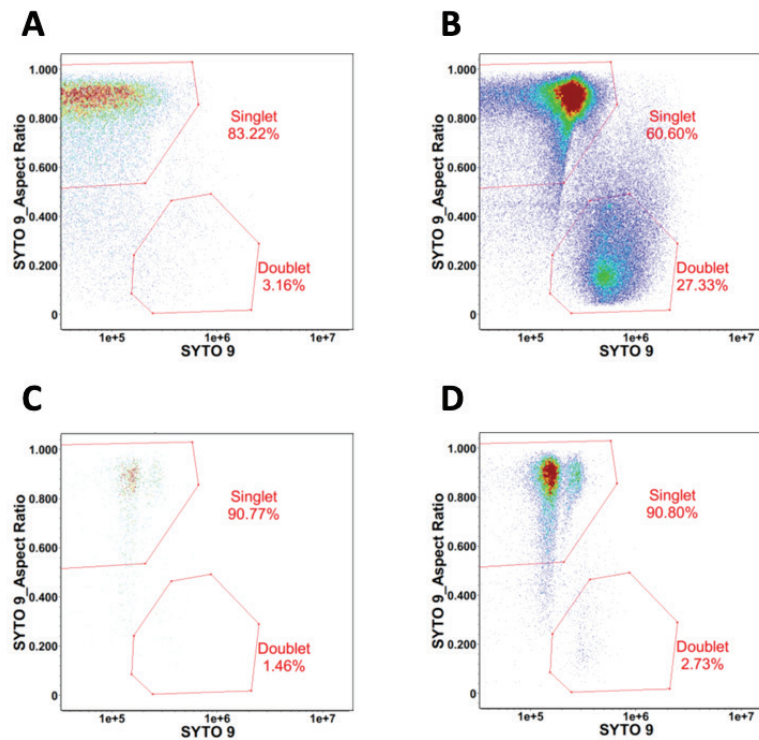 A
SYTO 9_Aspect Ratio
1.000
0.800
0.600
0.400
0.200
0
Singlet
83.22%
Doublet
3.16%
1e+5 1e+6 1e+7
SYTO 9
B
SYTO 9_Aspect Ratio
1.000
0.800
0.600
0.400
0.200
0
Singlet
60.60%
Doublet
27.33%
1e+5 1e+6 1e+7
SYTO 9
C
SYTO 9_Aspect Ratio
1.000
0.800
0.600
0.400
0.200
0
Singlet
90.77%
Doublet
1.46%
1e+5 1e+6 1e+7
SYTO 9
D
SYTO 9_Aspect Ratio
1.000
0.800
0.600
0.400
0.200
0
Singlet
90.80%
Doublet
2.73%
1e+5 1e+6 1e+7
SYTO 9